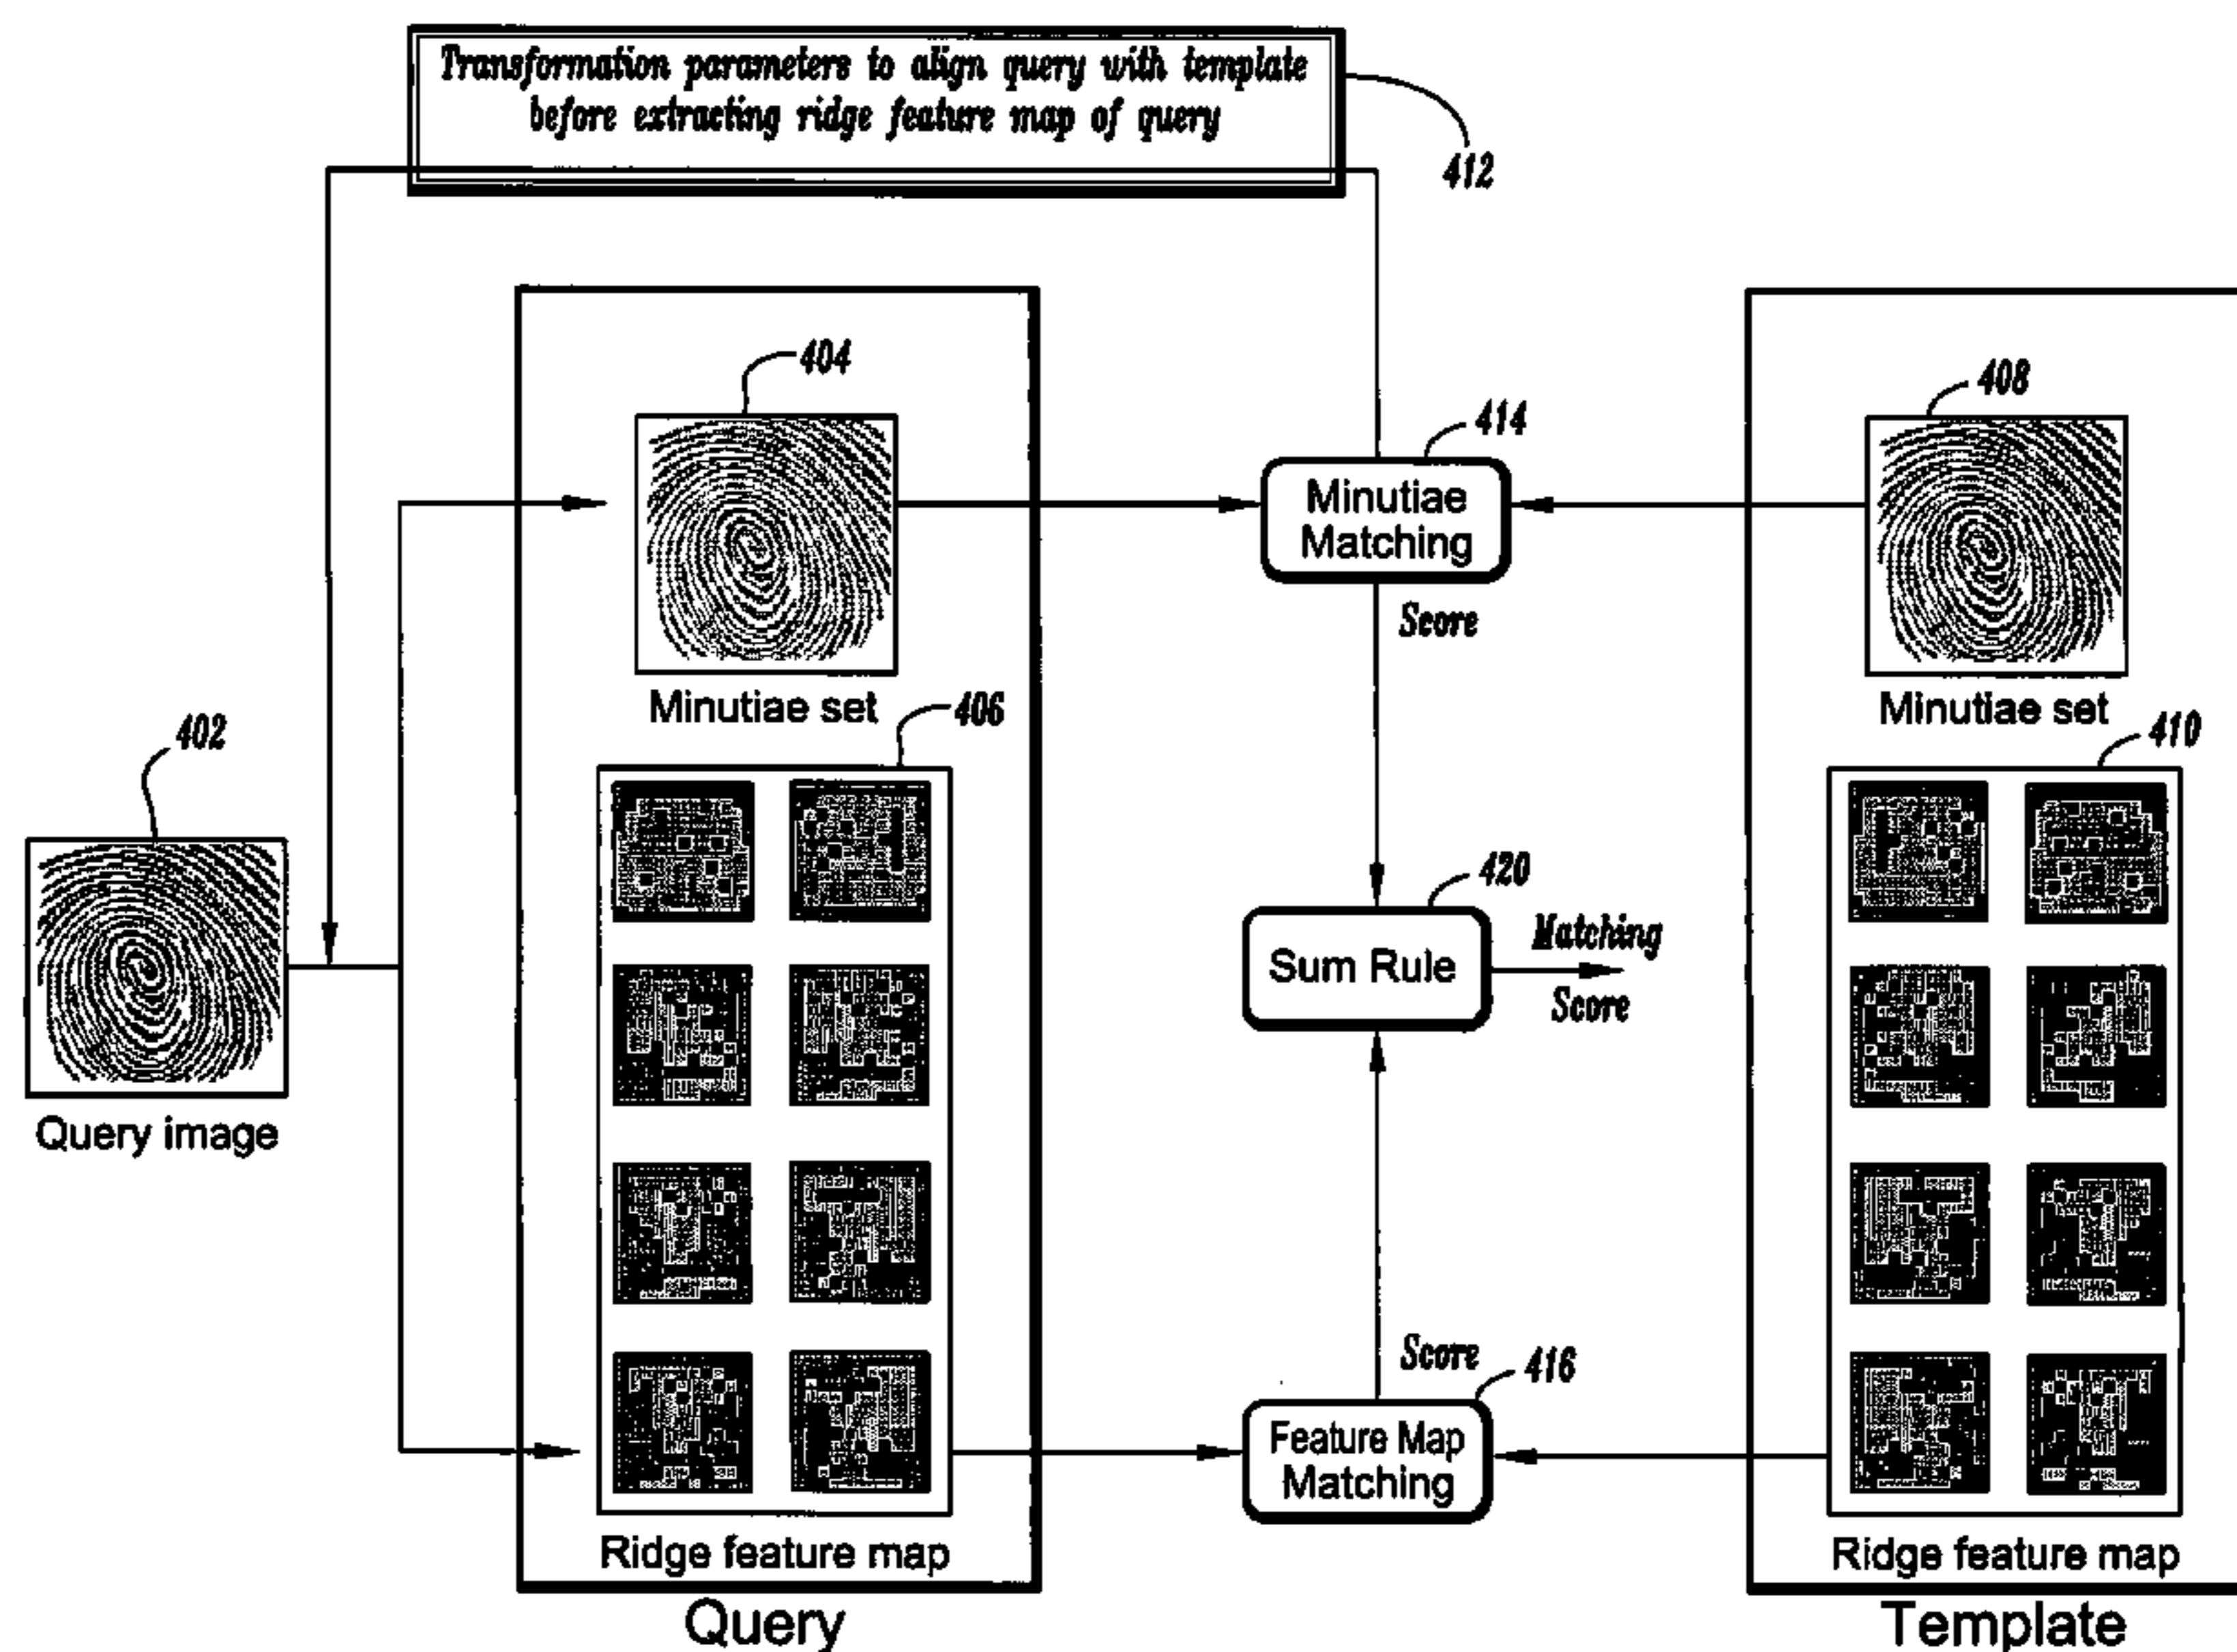 Transformation parameters to align query with template
before extracting ridge feature map of query
412
404
408
414
Minutiae
Matching
Score
Minutiae set
406
Minutiae set
410
402
420
Sum Rule
Matching
Score
Query image
Score
416
Feature Map
Matching
Ridge feature map
Ridge feature map
Query
Template